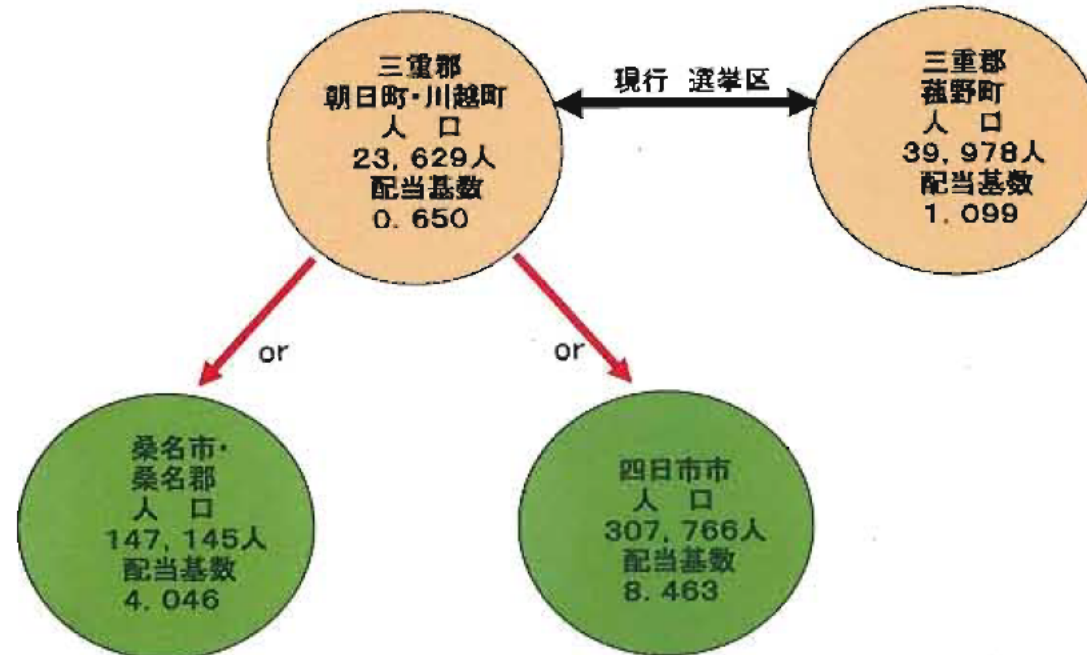 三重郡
朝日町・川越町
人　口
23,629人
配当基数
0.650
現行　選挙区
三重郡
菰野町
人　口
39,978人
配当基数
1.099
or
or
桑名市・
桑名郡
人　口
147,145人
配当基数
4.046
四日市市
人　口
307,766人
配当基数
8.463